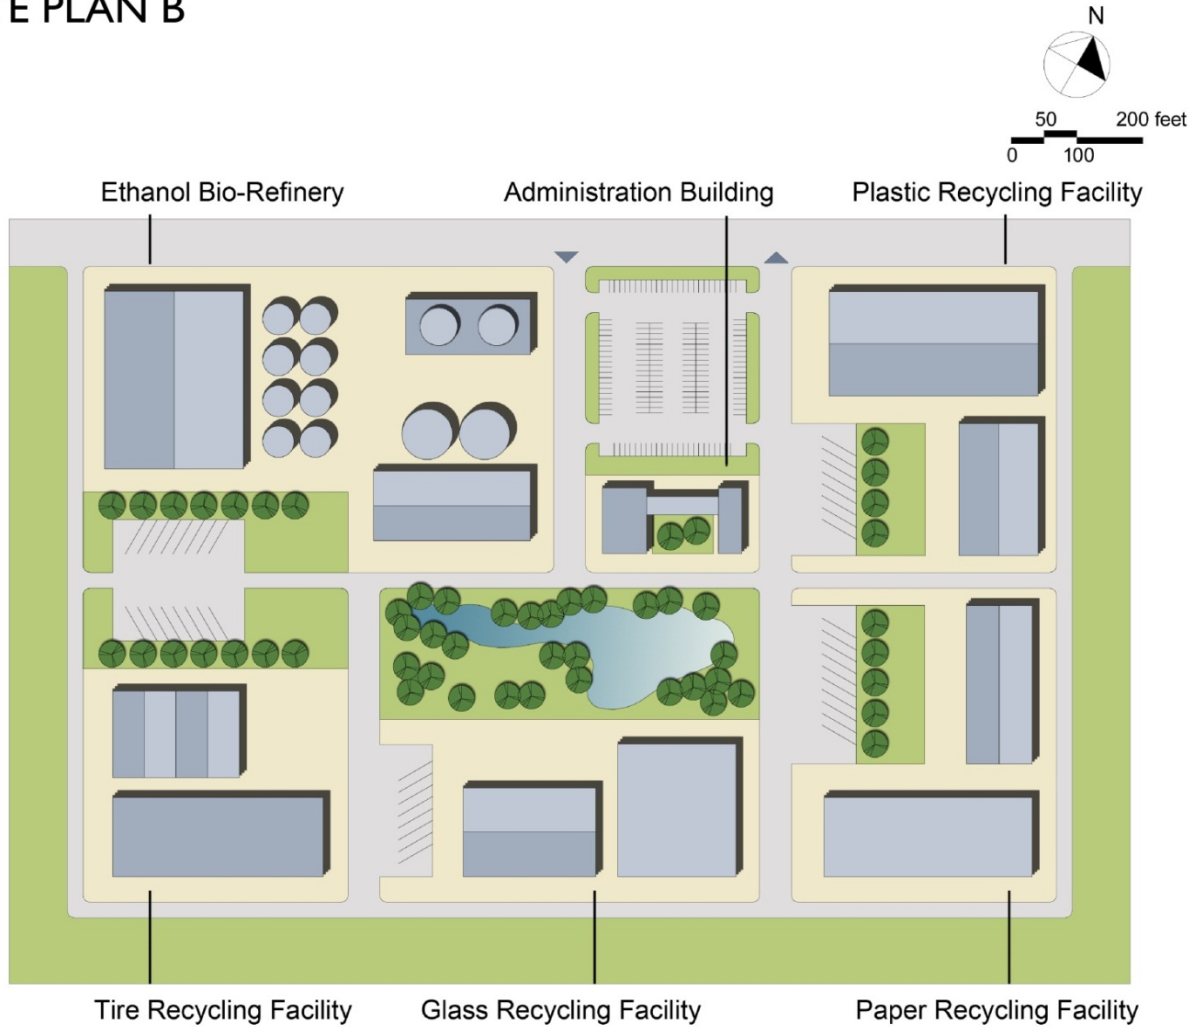 E PLAN B
N
50 200 feet
0 100
Ethanol Bio-Refinery Administration Building Plastic Recycling Facility
Tire Recycling Facility Glass Recycling Facility Paper Recycling Facility